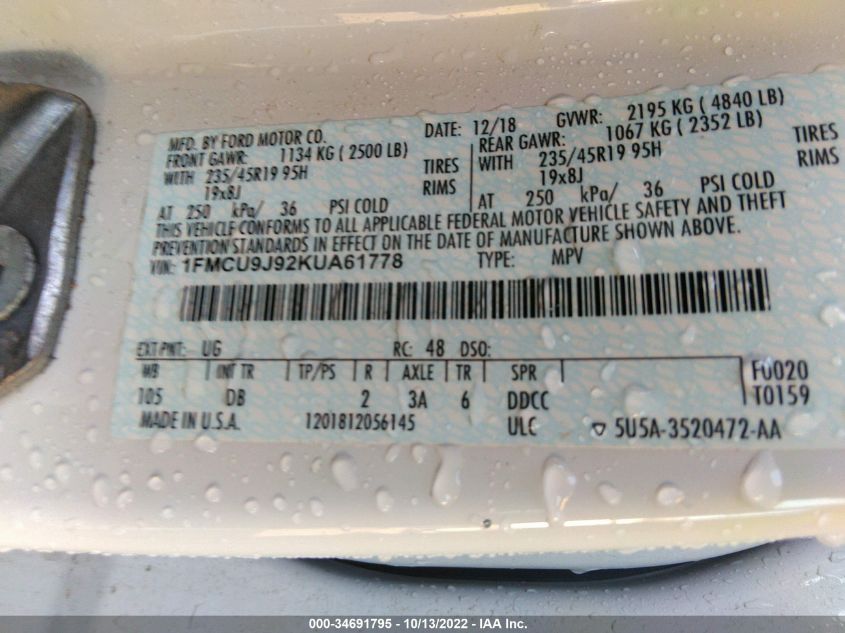 MFD. BY FORD MOTOR CO. DATE: 12/18 GVWR: 2195 KG ( 4840 LB)
FRONT GAWR: 1134 KG ( 2500 LB) REAR GAWR: 1067 KG ( 2352 LB)
WITH 235/45R19 95H TIRES WITH 235/45R19 95H TIRES
19x8J RIMS 19x8J RIMS
AT 250 kPa/ 36 PSI COLD AT 250 kPa/ 36 PSI COLD
THIS VEHICLE CONFORMS TO ALL APPLICABLE FEDERAL MOTOR VEHICLE SAFETY AND THEFT
PREVENTION STANDARDS IN EFFECT ON THE DATE OF MANUFACTURE SHOWN ABOVE.
VIN: 1FMCU9J92KUA61778 TYPE: MPV
EXT PNT: UG RC: 48 DSO:
WB INT TR TP/PS R AXLE TR SPR F0020
105 DB 2 3A 6 DDCC T0159
MADE IN U.S.A. 1201812056145 ULC 5U5A-3520472-AA
000-34691795 - 10/13/2022 - IAA Inc.